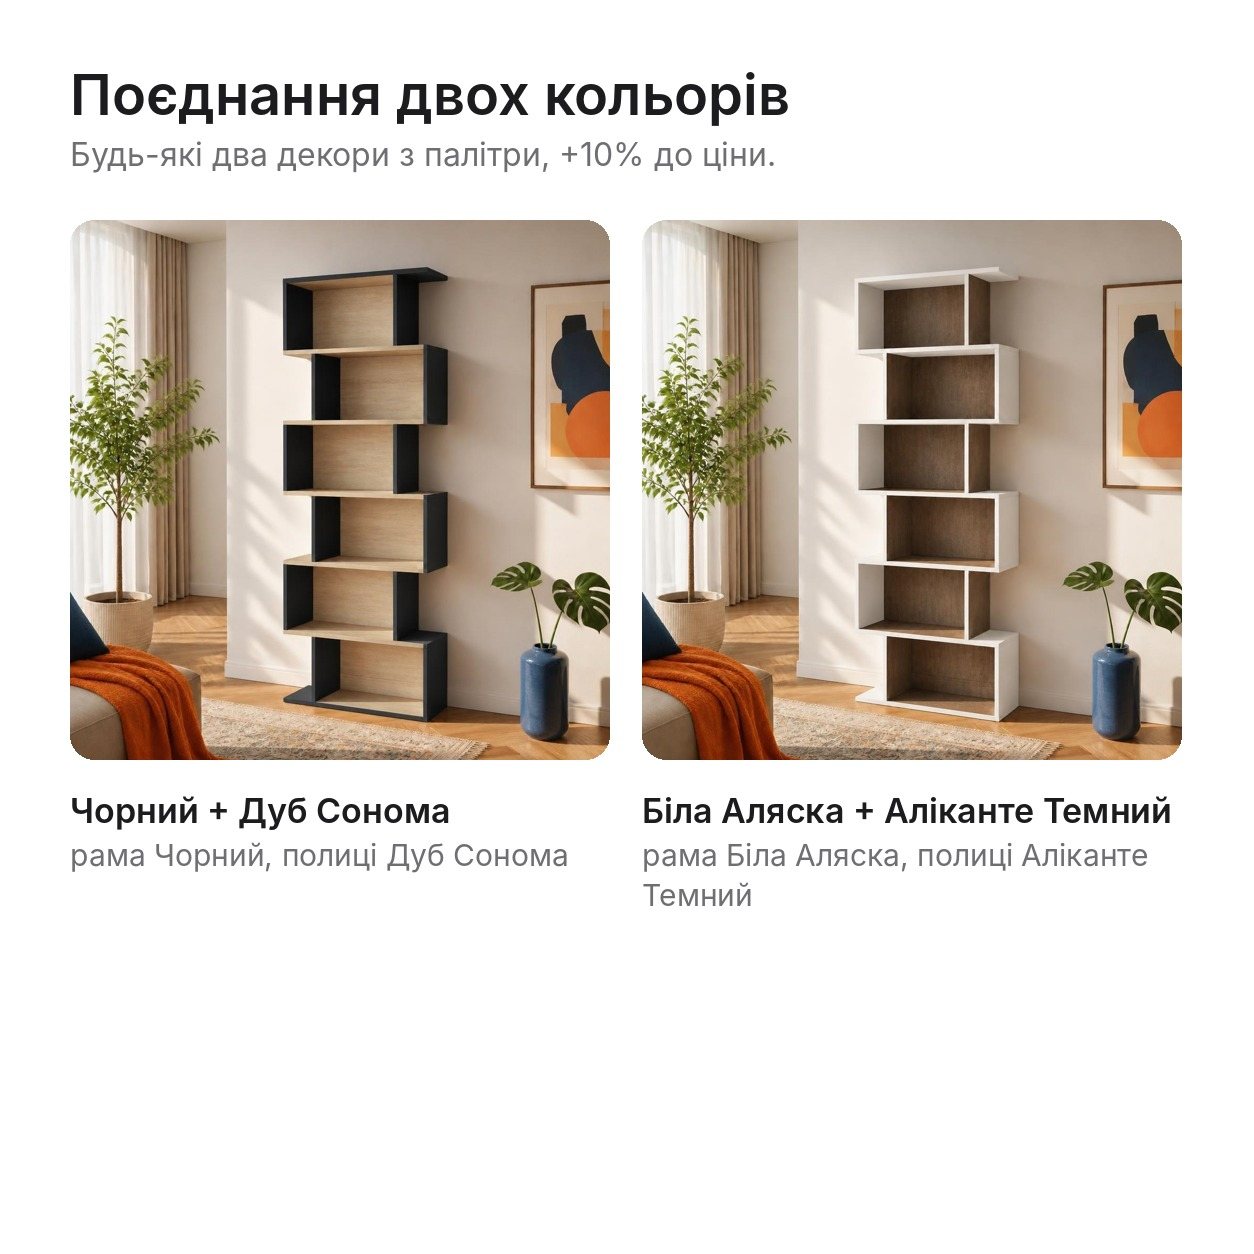 Поєднання двох кольорів
Будь-які два декори з палітри, +10% до ціни.
Чорний + Дуб Сонома
рама Чорний, полиці Дуб Сонома
Біла Аляска + Аліканте Темний
рама Біла Аляска, полиці Аліканте
Темний